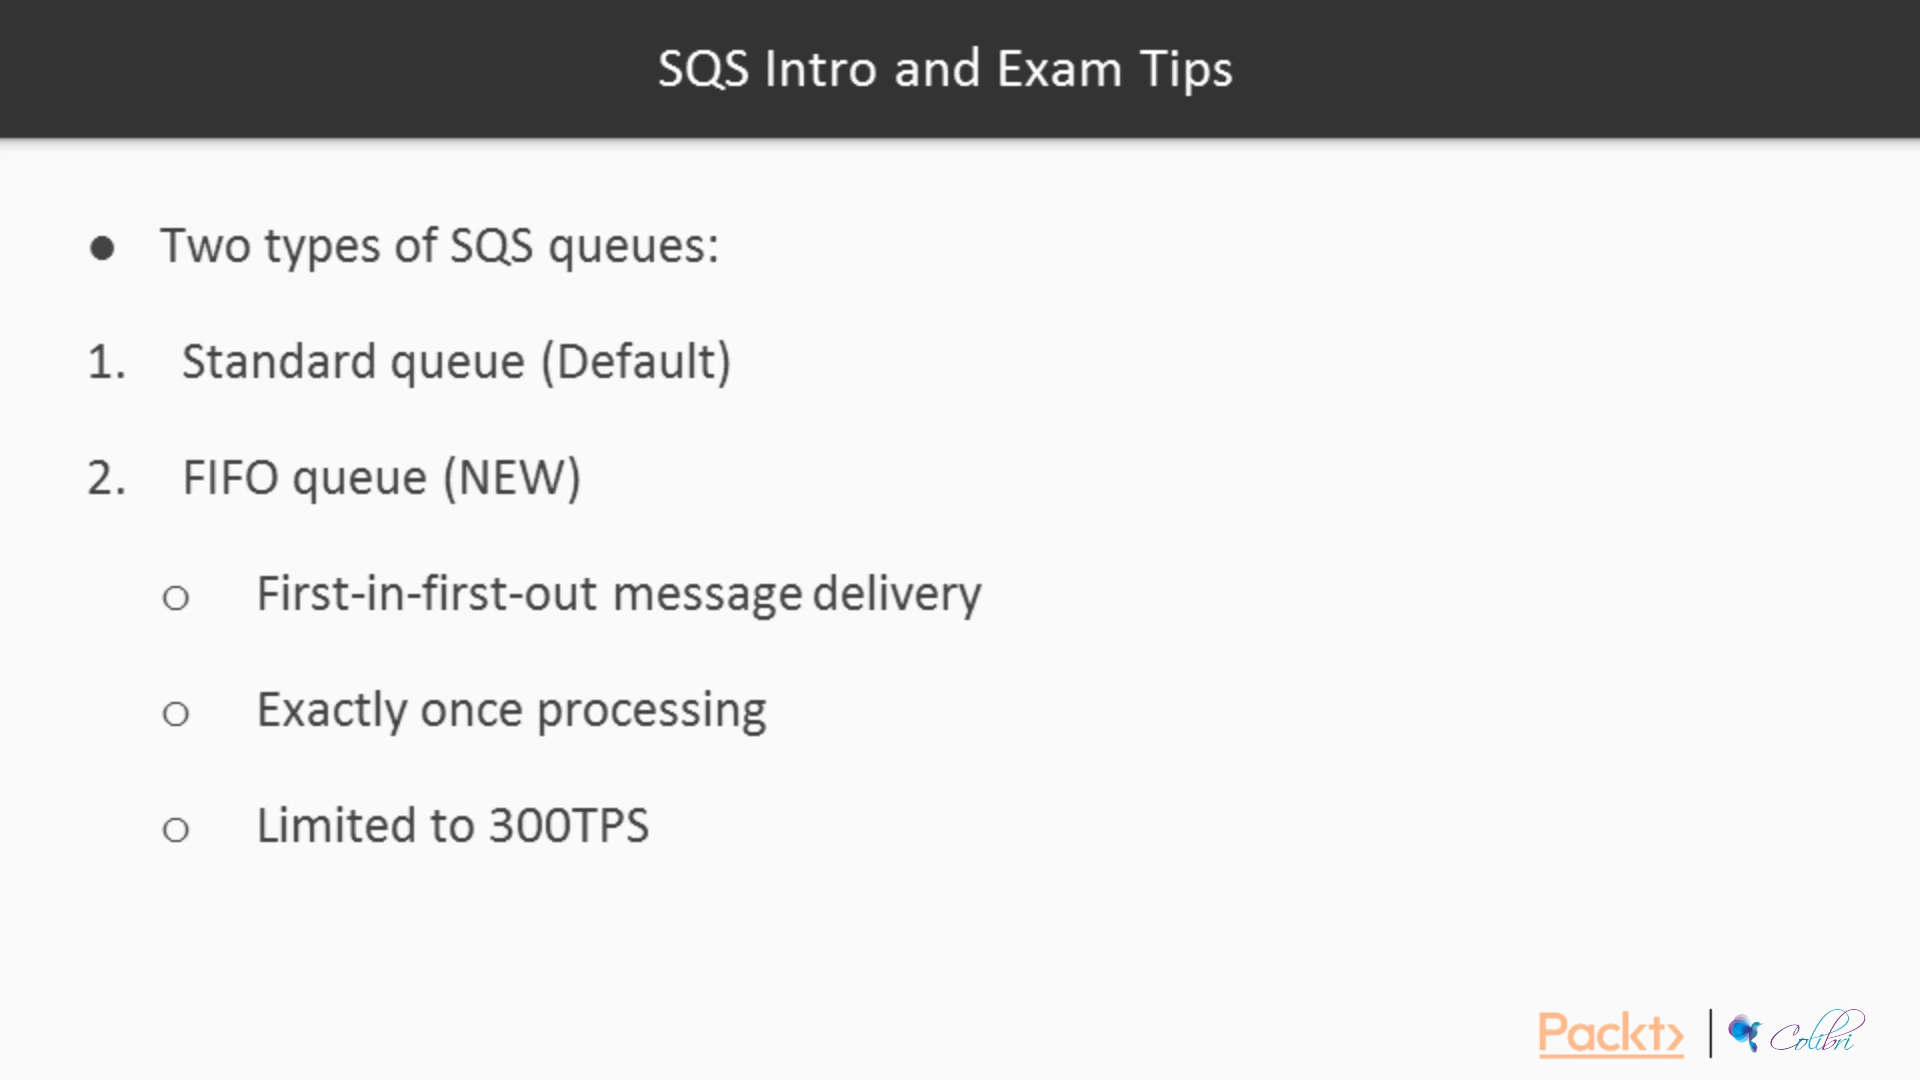 SQS Intro and Exam Tips
● Two types of SQS queues:
1. Standard queue (Default)
2. FIFO queue (NEW)
○ First-in-first-out message delivery
○ Exactly once processing
○ Limited to 300TPS
Packt> | Colibri